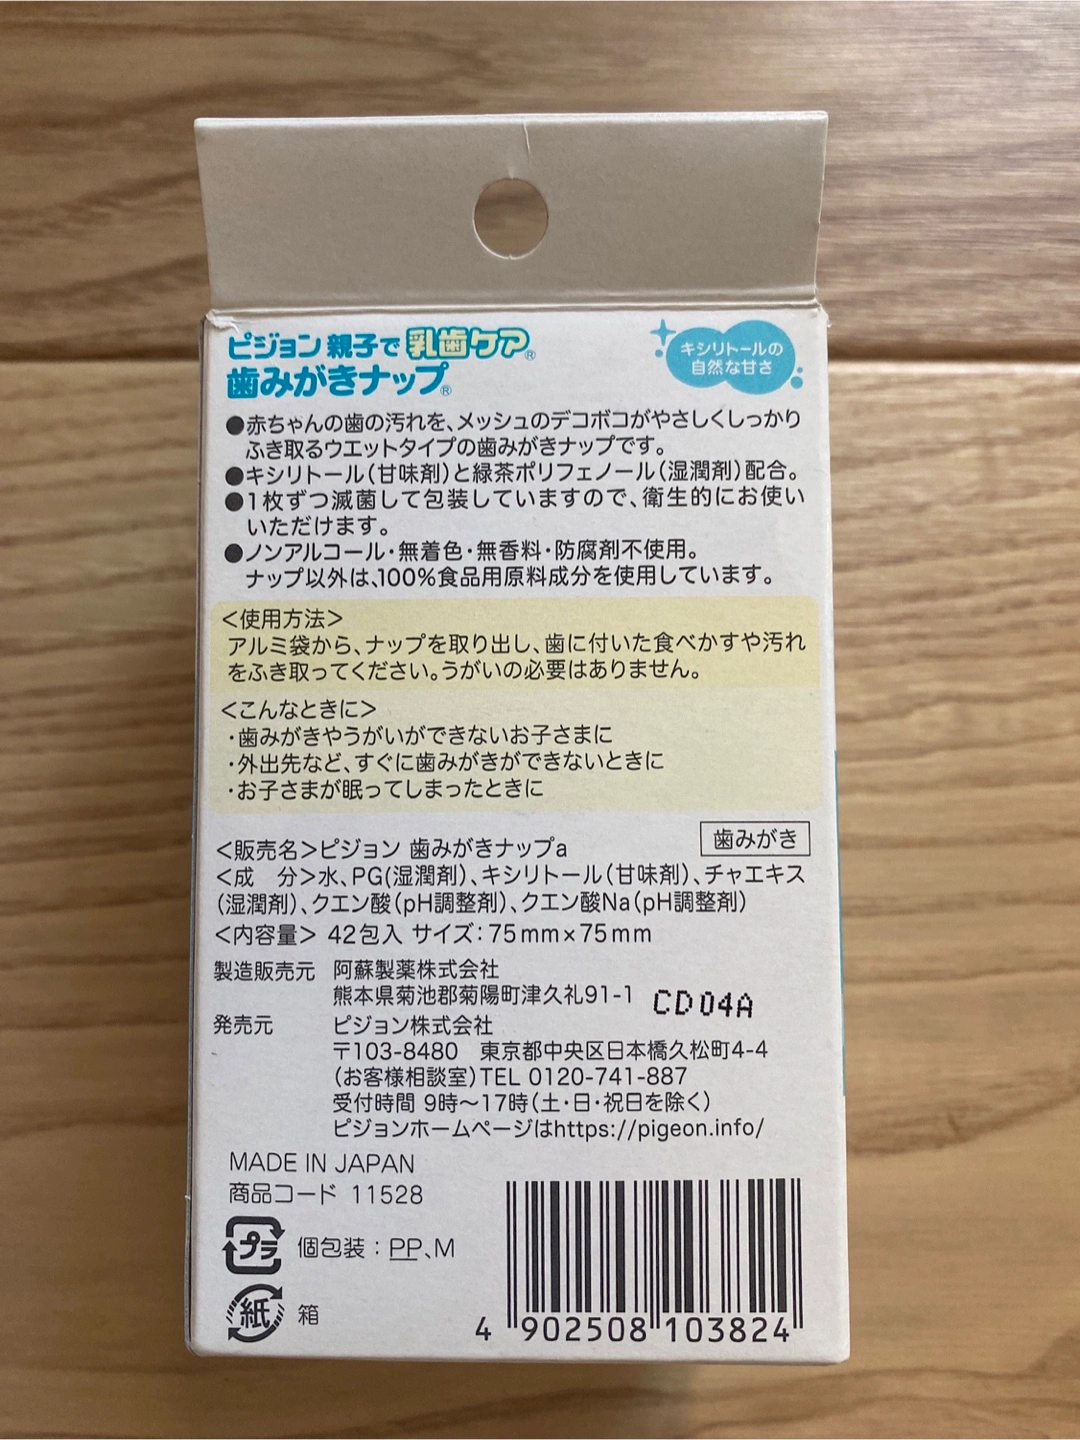 ピジョン 親子で 乳歯ケア®
歯みがきナップ®
キシリトールの
自然な甘さ
●赤ちゃんの歯の汚れを、メッシュのデコボコがやさしくしっかり
ふき取るウエットタイプの歯みがきナップです。
●キシリトール(甘味剤)と緑茶ポリフェノール(湿潤剤)配合。
●1枚ずつ滅菌して包装していますので、衛生的にお使い
いただけます。
●ノンアルコール・無着色・無香料・防腐剤不使用。
ナップ以外は、100%食品用原料成分を使用しています。
<使用方法>
アルミ袋から、ナップを取り出し、歯に付いた食べかすや汚れ
をふき取ってください。うがいの必要はありません。
<こんなときに>
・歯みがきやうがいができないお子さまに
・外出先など、すぐに歯みがきができないときに
・お子さまが眠ってしまったときに
歯みがき
<販売名>ピジョン 歯みがきナップa
<成 分>水、PG(湿潤剤)、キシリトール(甘味剤)、チャエキス
(湿潤剤)、クエン酸(pH調整剤)、クエン酸Na(pH調整剤)
<内容量> 42包入 サイズ:75mm×75mm
製造販売元 阿蘇製薬株式会社
熊本県菊池郡菊陽町津久礼91-1
CD04A
発売元 ピジョン株式会社
〒103-8480 東京都中央区日本橋久松町4-4
(お客様相談室)TEL 0120-741-887
受付時間 9時〜17時(土・日・祝日を除く)
ピジョンホームページはhttps://pigeon.info/
MADE IN JAPAN
商品コード 11528
プラ 個包装:PP、M
紙 箱
4 902508 103824